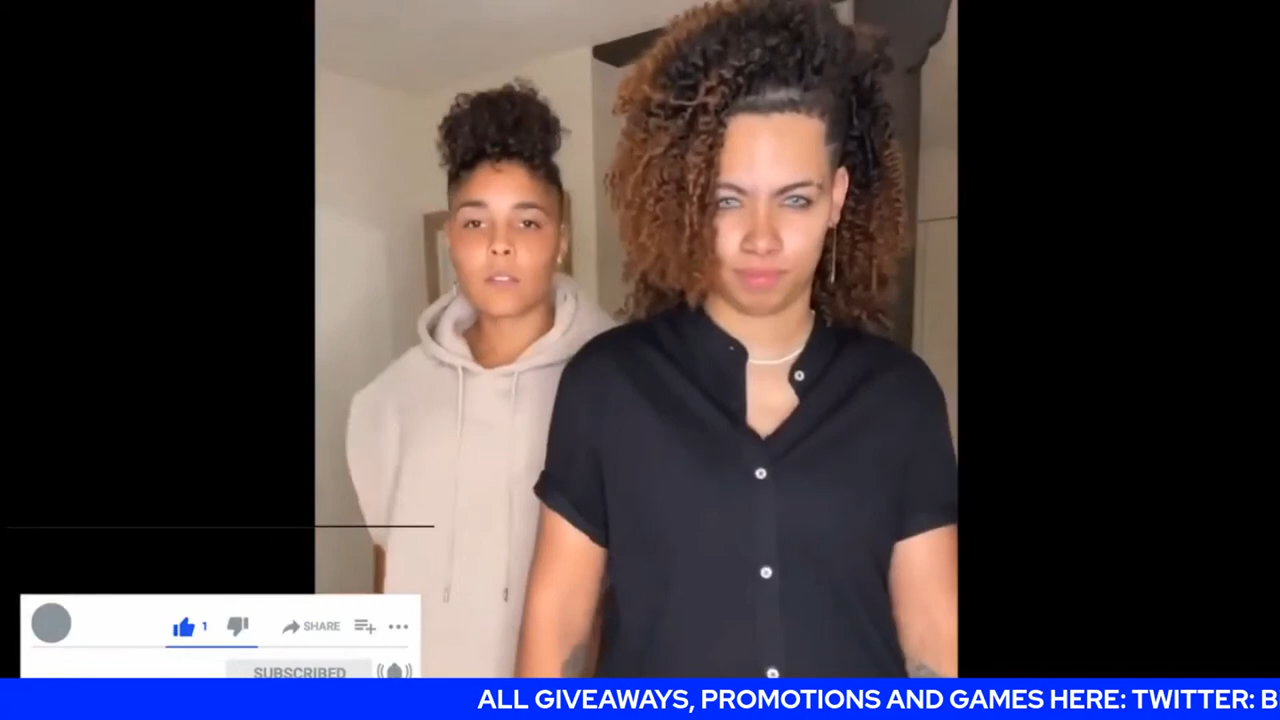 1
SHARE
SUBSCRIBED
ALL GIVEAWAYS, PROMOTIONS AND GAMES HERE: TWITTER: B